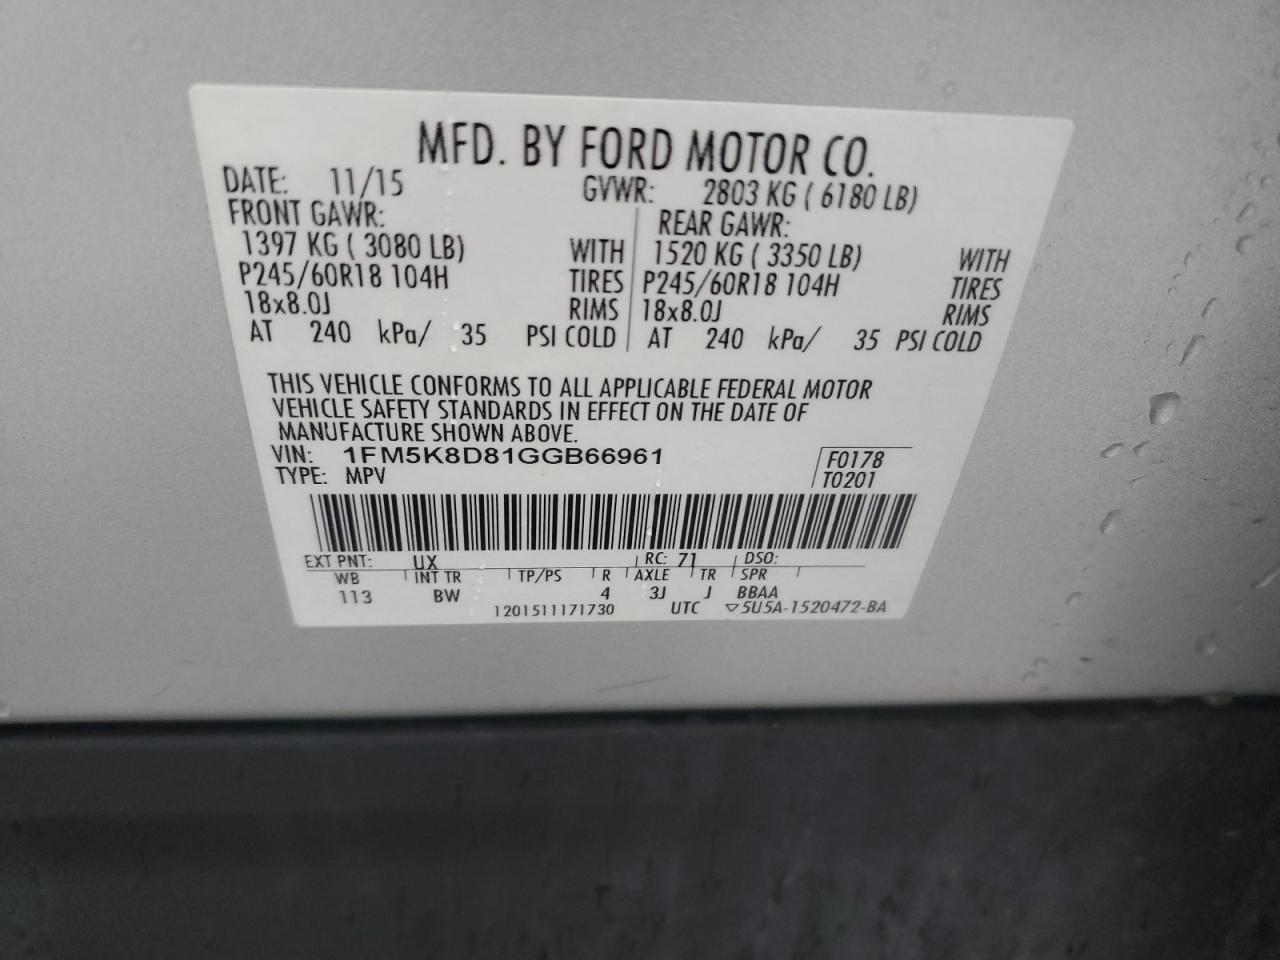 MFD. BY FORD MOTOR CO.
DATE: 11/15 GVWR: 2803 KG ( 6180 LB)
FRONT GAWR: REAR GAWR:
1397 KG ( 3080 LB) WITH 1520 KG ( 3350 LB) WITH
P245/60R18 104H TIRES P245/60R18 104H TIRES
18x8.0J RIMS 18x8.0J RIMS
AT 240 kPa/ 35 PSI COLD AT 240 kPa/ 35 PSI COLD
THIS VEHICLE CONFORMS TO ALL APPLICABLE FEDERAL MOTOR
VEHICLE SAFETY STANDARDS IN EFFECT ON THE DATE OF
MANUFACTURE SHOWN ABOVE.
VIN: 1FM5K8D81GGB66961 F0178
TYPE: MPV T0201
EXT PNT: UX RC: 71 DSO:
WB INT TR TP/PS R AXLE TR SPR
113 BW 4 3J J BBAA
1201511171730 UTC ▽5U5A-1520472-BA